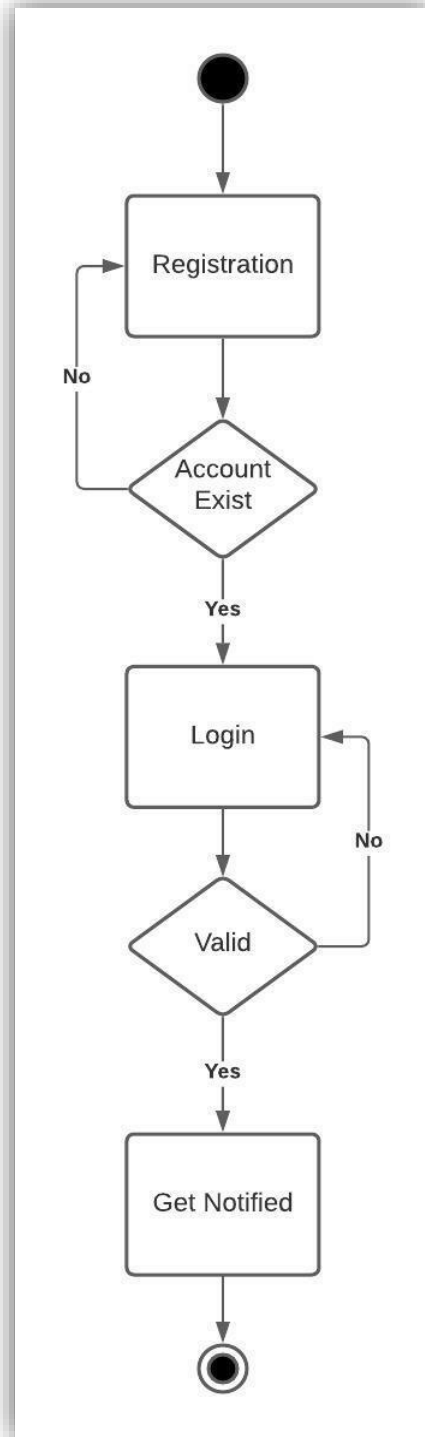 Registration
No
Account
Exist
Yes
Login
No
Valid
Yes
Get Notified